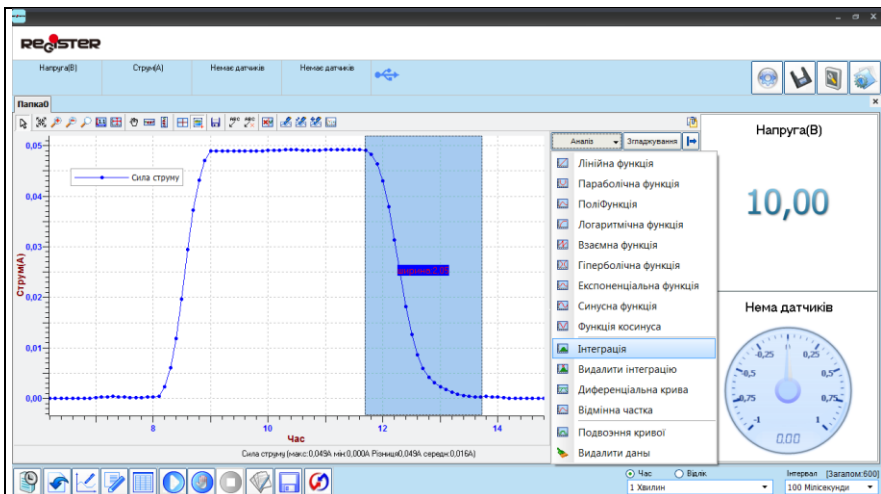 ReGISTER
Напруга(В) Струм(А) Немає датчиків Немає датчиків
Папка0
Аналіз Згладжування
Напруга(В)
10,00
Лінійна функція
Параболічна функція
ПоліФункція
Логаритмічна функція
Взаємна функція
Гіперболічна функція
Експоненціальна функція
Синусна функція
Функція косинуса
Інтеграція
Видалити інтеграцію
Диференціальна крива
Відмінна частка
Подвоэння кривої
Видалити даны
Сила струму
Струм(А)
0,05
0,04
0,03
0,02
0,01
0,00
8 10 12 14
Час
Сила струму (макс:0,049А мін:0,000А Різниця0,049А середн:0,016А)
Нема датчиків
0
0,25 0,25
0,5 0,5
0,75 0,75
-1 1
0.00
Час Відлік
1 Хвилин
Інтервал [Загалом:600]
100 Мілісекунди